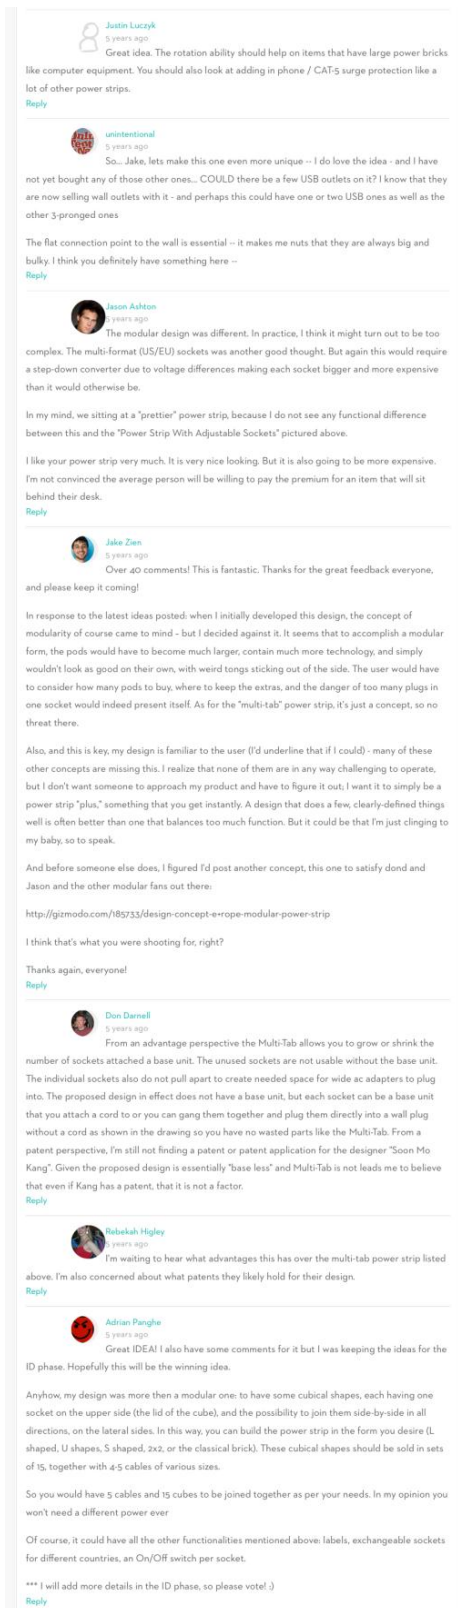 Justin Luczyk
5 years ago
Great idea. The rotation ability should help on items that have large power bricks
like computer equipment. You should also look at adding in phone / CAT-5 surge protection like a
lot of other power strips.
Reply
unintentional
5 years ago
So... Jake, lets make this one even more unique -- I do love the idea - and I have
not yet bought any of those other ones... COULD there be a few USB outlets on it? I know that they
are now selling wall outlets with it - and perhaps this could have one or two USB ones as well as the
other 3-pronged ones
The flat connection point to the wall is essential -- it makes me nuts that they are always big and
bulky. I think you definitely have something here --
Reply
Jason Ashton
5 years ago
The modular design was different. In practice, I think it might turn out to be too
complex. The multi-format (US/EU) sockets was another good thought. But again this would require
a step-down converter due to voltage differences making each socket bigger and more expensive
than it would otherwise be.
In my mind, we sitting at a "prettier" power strip, because I do not see any functional difference
between this and the "Power Strip With Adjustable Sockets" pictured above.
I like your power strip very much. It is very nice looking. But it is also going to be more expensive.
I'm not convinced the average person will be willing to pay the premium for an item that will sit
behind their desk.
Reply
Jake Zien
5 years ago
Over 40 comments! This is fantastic. Thanks for the great feedback everyone,
and please keep it coming!
In response to the latest ideas posted: when I initially developed this design, the concept of
modularity of course came to mind - but I decided against it. It seems that to accomplish a modular
form, the pods would have to become much larger, contain much more technology, and simply
wouldn't look as good on their own, with weird tongs sticking out of the side. The user would have
to consider how many pods to buy, where to keep the extras, and the danger of too many plugs in
one socket would indeed present itself. As for the "multi-tab" power strip, it's just a concept, so no
threat there.
Also, and this is key, my design is familiar to the user (I'd underline that if I could) - many of these
other concepts are missing this. I realize that none of them are in any way challenging to operate,
but I don't want someone to approach my product and have to figure it out; I want it to simply be a
power strip "plus," something that you get instantly. A design that does a few, clearly-defined things
well is often better than one that balances too much function. But it could be that I'm just clinging to
my baby, so to speak.
And before someone else does, I figured I'd post another concept, this one to satisfy dond and
Jason and the other modular fans out there:
http://gizmodo.com/185733/design-concept-e+rope-modular-power-strip
I think that's what you were shooting for, right?
Thanks again, everyone!
Reply
Don Darnell
5 years ago
From an advantage perspective the Multi-Tab allows you to grow or shrink the
number of sockets attached a base unit. The unused sockets are not usable without the base unit.
The individual sockets also do not pull apart to create needed space for wide ac adapters to plug
into. The proposed design in effect does not have a base unit, but each socket can be a base unit
that you attach a cord to or you can gang them together and plug them directly into a wall plug
without a cord as shown in the drawing so you have no wasted parts like the Multi-Tab. From a
patent perspective, I'm still not finding a patent or patent application for the designer "Soon Mo
Kang". Given the proposed design is essentially "base less" and Multi-Tab is not leads me to believe
that even if Kang has a patent, that it is not a factor.
Reply
Rebekah Higley
5 years ago
I'm waiting to hear what advantages this has over the multi-tab power strip listed
above. I'm also concerned about what patents they likely hold for their design.
Reply
Adrian Panghe
5 years ago
Great IDEA! I also have some comments for it but I was keeping the ideas for the
ID phase. Hopefully this will be the winning idea.
Anyhow, my design was more then a modular one: to have some cubical shapes, each having one
socket on the upper side (the lid of the cube), and the possibility to join them side-by-side in all
directions, on the lateral sides. In this way, you can build the power strip in the form you desire (L
shaped, U shapes, S shaped, 2x2, or the classical brick). These cubical shapes should be sold in sets
of 15, together with 4-5 cables of various sizes.
So you would have 5 cables and 15 cubes to be joined together as per your needs. In my opinion you
won't need a different power ever
Of course, it could have all the other functionalities mentioned above: labels, exchangeable sockets
for different countries, an On/Off switch per socket.
*** I will add more details in the ID phase, so please vote! :)
Reply